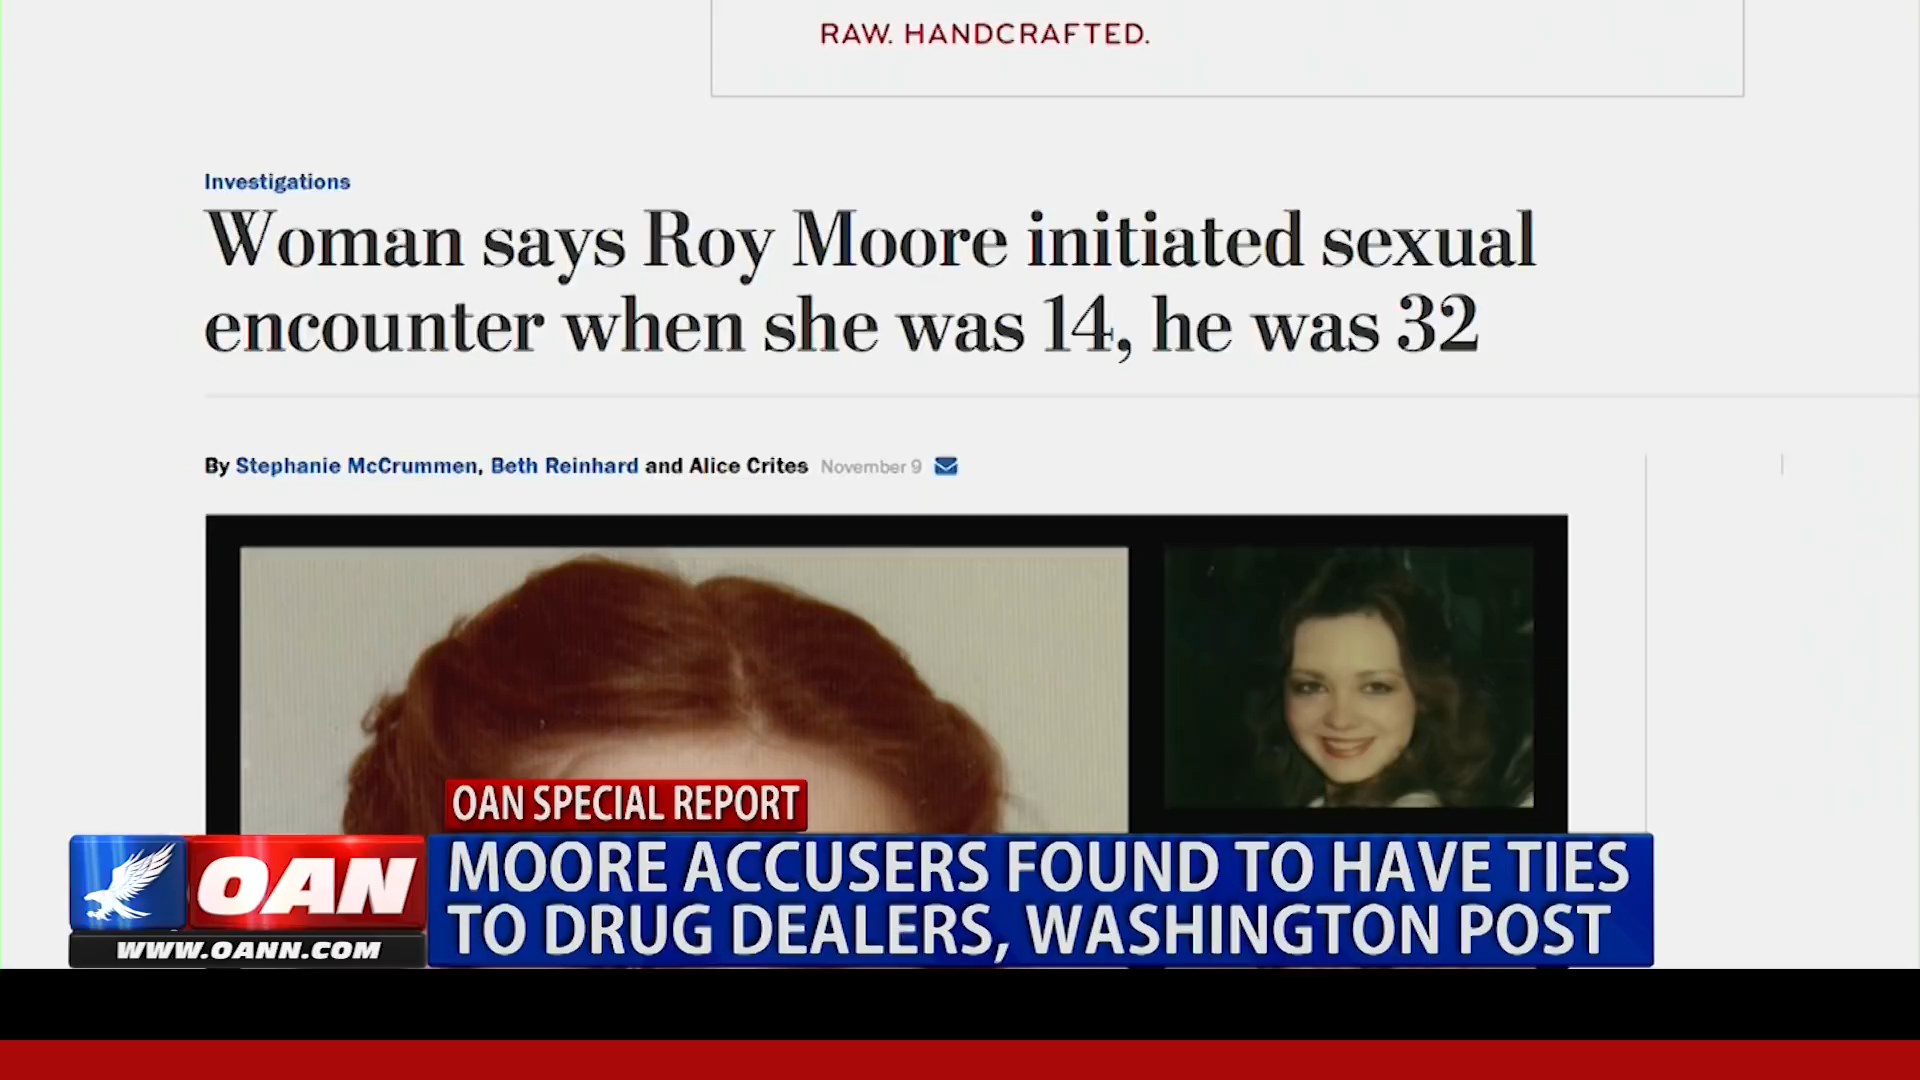 RAW. HANDCRAFTED.
Investigations
Woman says Roy Moore initiated sexual
encounter when she was 14, he was 32
By Stephanie McCrummen, Beth Reinhard and Alice Crites November 9
OAN SPECIAL REPORT
OAN
WWW.OANN.COM
MOORE ACCUSERS FOUND TO HAVE TIES
TO DRUG DEALERS, WASHINGTON POST